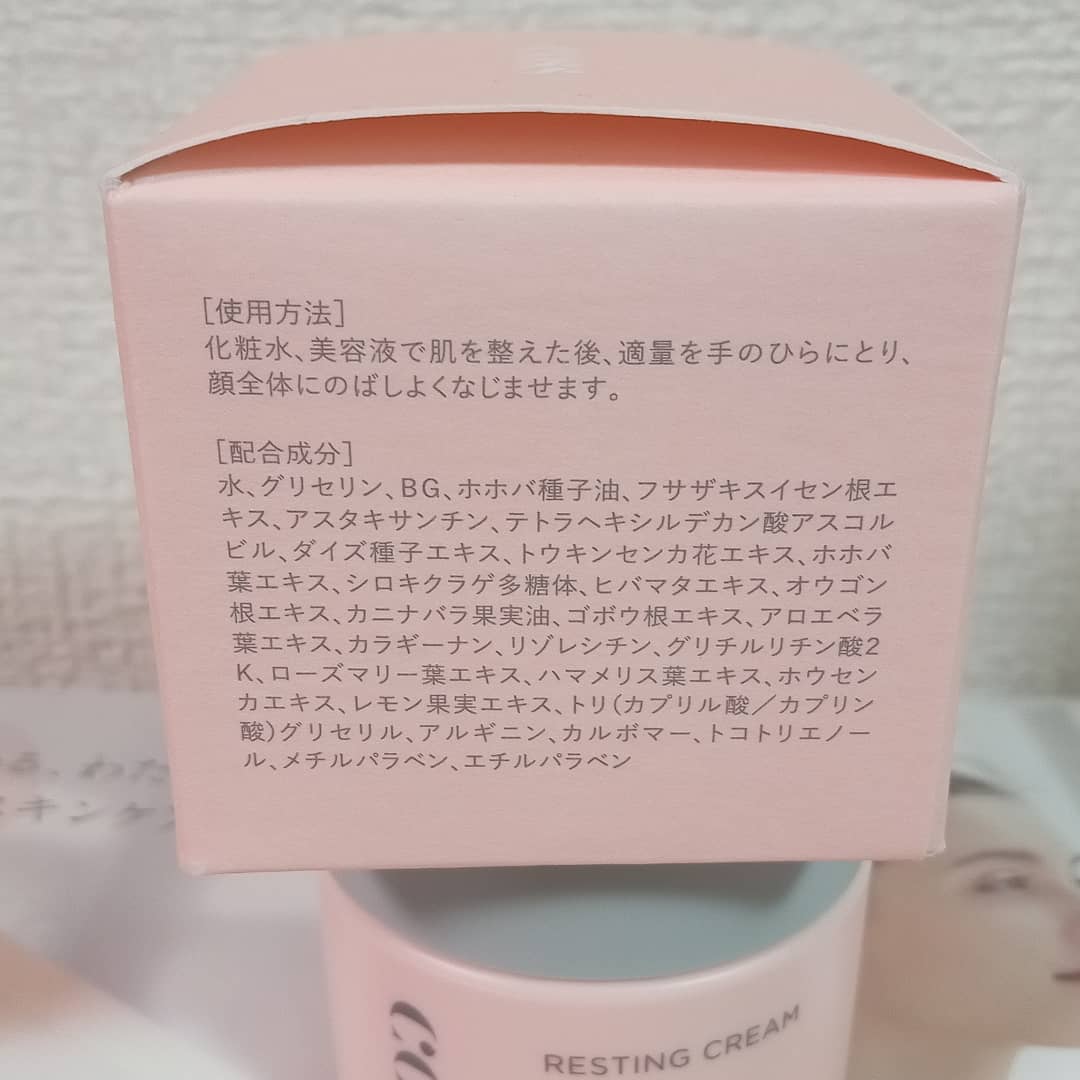 [使用方法]
化粧水、美容液で肌を整えた後、適量を手のひらにとり、
顔全体にのばしよくなじませます。
[配合成分]
水、グリセリン、BG、ホホバ種子油、フサザキスイセン根エ
キス、アスタキサンチン、テトラヘキシルデカン酸アスコル
ビル、ダイズ種子エキス、トウキンセンカ花エキス、ホホバ
葉エキス、シロキクラゲ多糖体、ヒバマタエキス、オウゴン
根エキス、カニナバラ果実油、ゴボウ根エキス、アロエベラ
葉エキス、カラギーナン、リゾレシチン、グリチルリチン酸2
K、ローズマリー葉エキス、ハマメリス葉エキス、ホウセン
カエキス、レモン果実エキス、トリ(カプリル酸/カプリン
酸)グリセリル、アルギニン、カルボマー、トコトリエノー
ル、メチルパラベン、エチルパラベン
RESTING CREAM